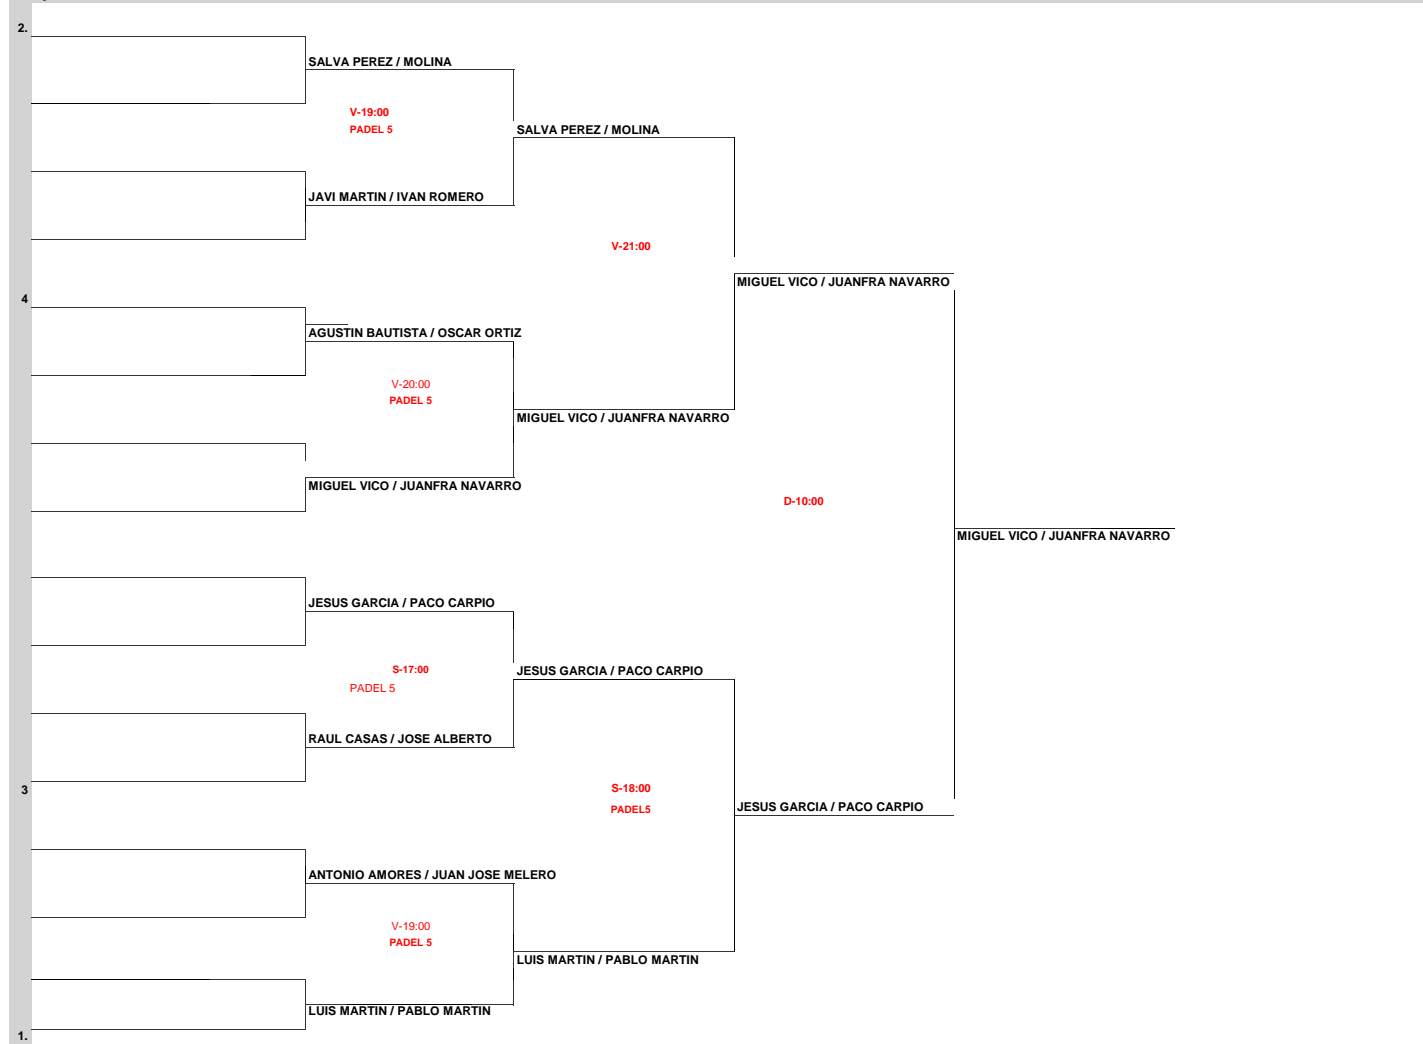 2.
SALVA PEREZ / MOLINA
V-19:00
PADEL 5
SALVA PEREZ / MOLINA
JAVI MARTIN / IVAN ROMERO
V-21:00
MIGUEL VICO / JUANFRA NAVARRO
4
AGUSTIN BAUTISTA / OSCAR ORTIZ
V-20:00
PADEL 5
MIGUEL VICO / JUANFRA NAVARRO
MIGUEL VICO / JUANFRA NAVARRO
D-10:00
MIGUEL VICO / JUANFRA NAVARRO
JESUS GARCIA / PACO CARPIO
S-17:00
JESUS GARCIA / PACO CARPIO
PADEL 5
RAUL CASAS / JOSE ALBERTO
3
S-18:00
PADEL5
JESUS GARCIA / PACO CARPIO
ANTONIO AMORES / JUAN JOSE MELERO
V-19:00
PADEL 5
LUIS MARTIN / PABLO MARTIN
LUIS MARTIN / PABLO MARTIN
1.